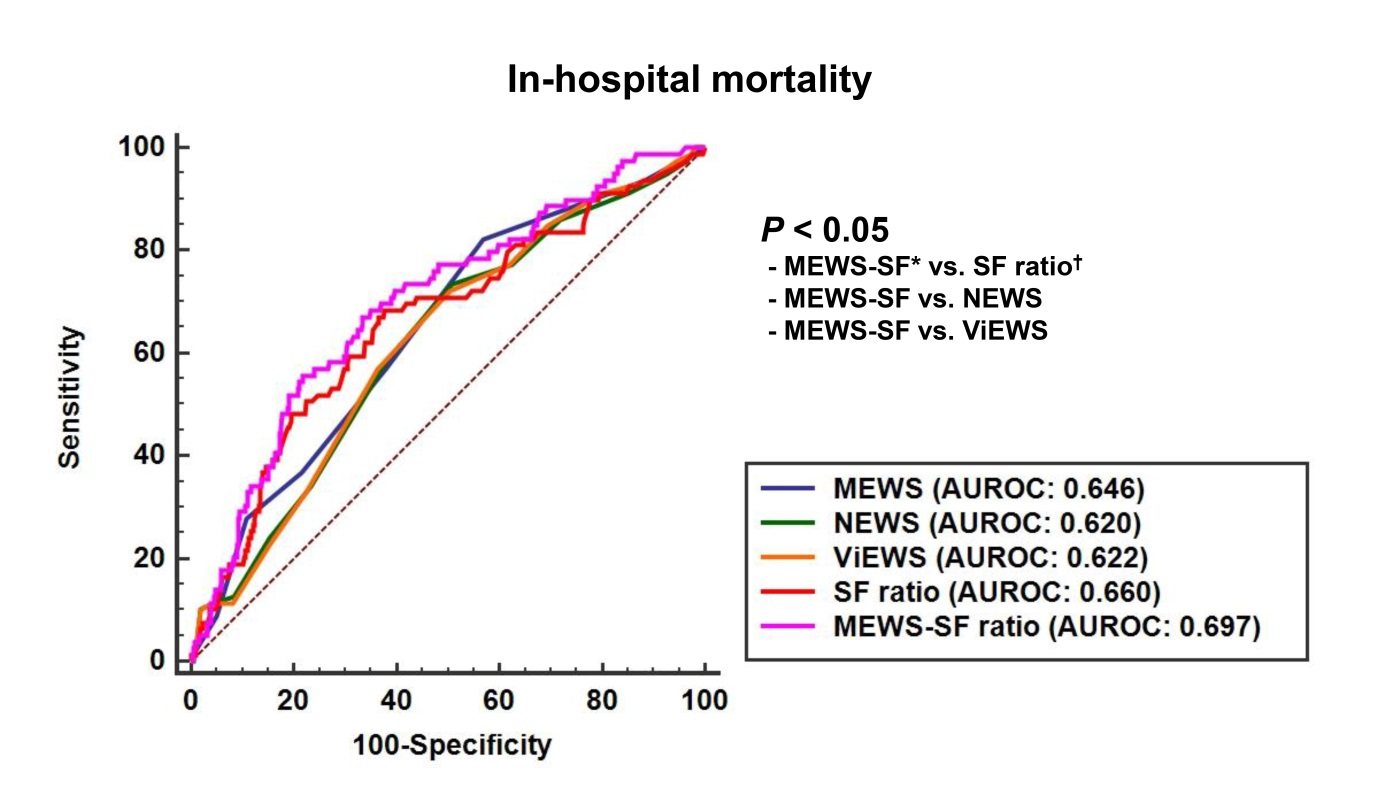 In-hospital mortality
100
80
60
40
20
0
Sensitivity
0 20 40 60 80 100
100-Specificity
P < 0.05
- MEWS-SF* vs. SF ratio†
- MEWS-SF vs. NEWS
- MEWS-SF vs. ViEWS
MEWS (AUROC: 0.646)
NEWS (AUROC: 0.620)
ViEWS (AUROC: 0.622)
SF ratio (AUROC: 0.660)
MEWS-SF ratio (AUROC: 0.697)